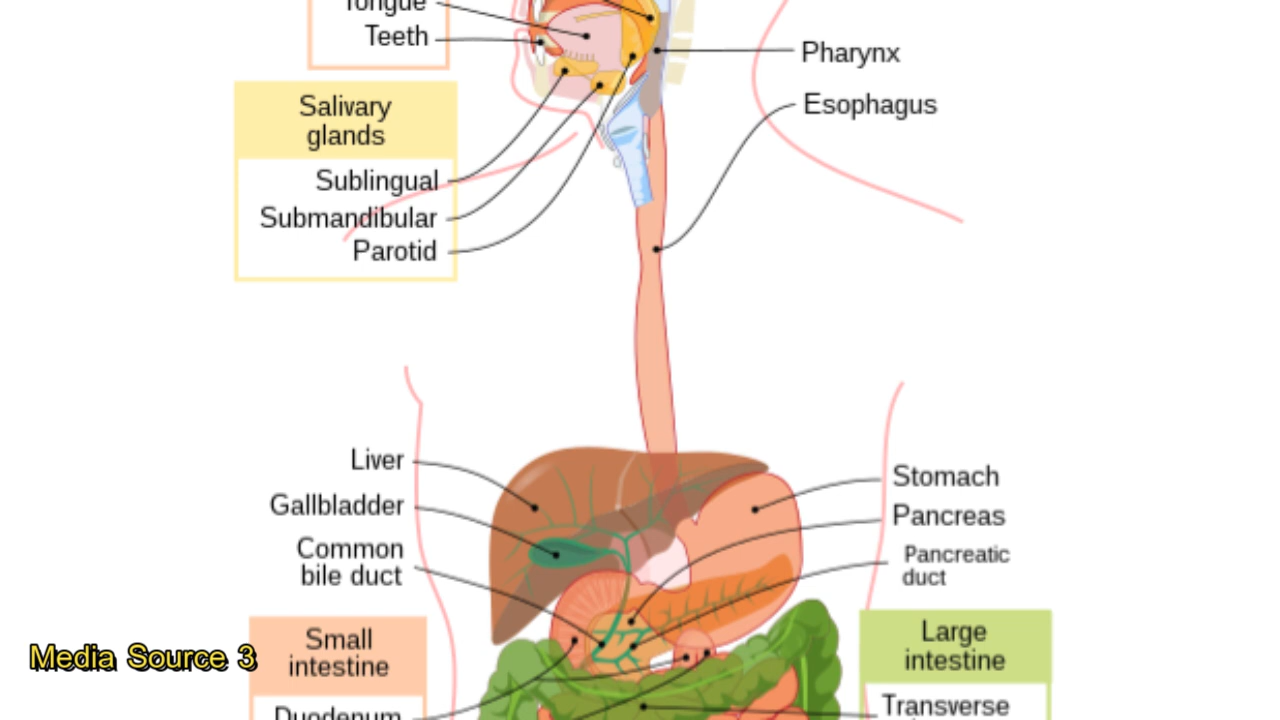 Tongue
Teeth
Salivary
glands
Sublingual
Submandibular
Parotid
Pharynx
Esophagus
Liver
Gallbladder
Common
bile duct
Stomach
Pancreas
Pancreatic
duct
Small
intestine
Duodenum
Large
intestine
Transverse
Media Source 3